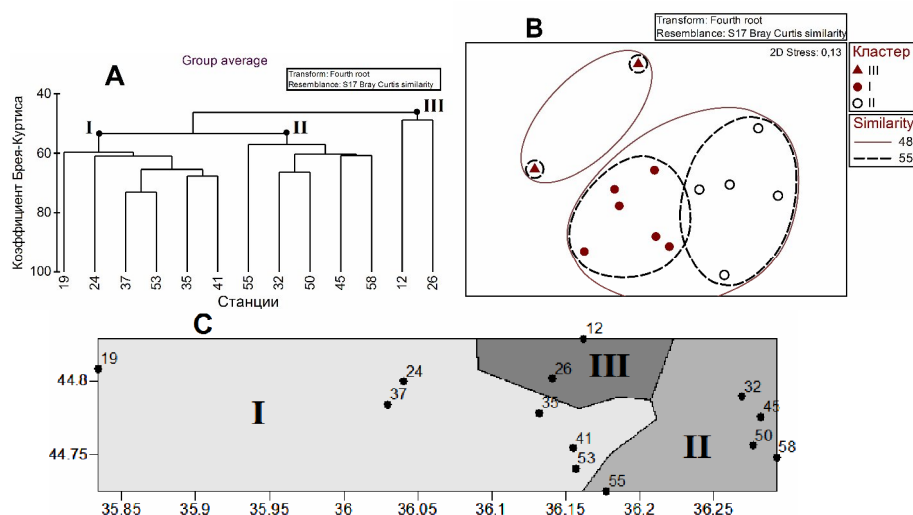 A
Group average
Transform: Fourth root
Resemblance: S17 Bray Curtis similarity
Коэффициент Брея-Куртиса
40
60
80
100
I
II
III
19
24
37
53
35
41
55
32
50
45
58
12
26
Станции
B
Transform: Fourth root
Resemblance: S17 Bray Curtis similarity
2D Stress: 0,13
Кластер
III
I
II
Similarity
48
55
C
44.8
44.75
19
24
37
12
26
35
41
53
55
32
45
50
58
I
III
II
35.85
35.9
35.95
36
36.05
36.1
36.15
36.2
36.25